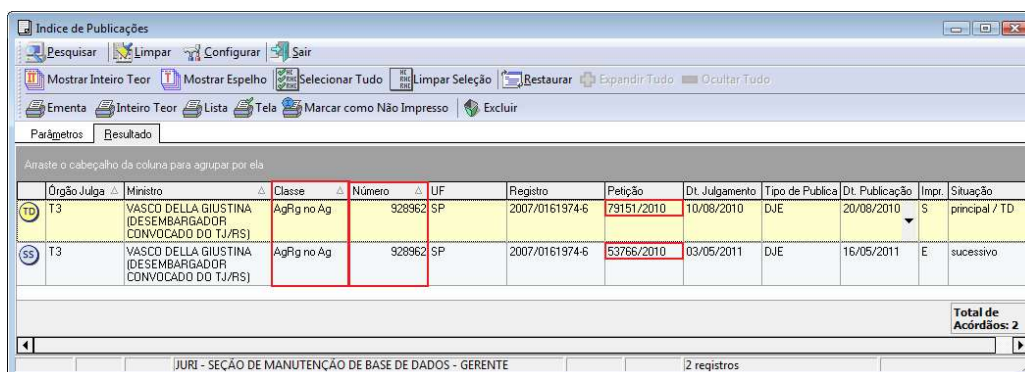 Indice de Publicações
Pesquisar Limpar Configurar Sair
Mostrar Inteiro Teor Mostrar Espelho Selecionar Tudo Limpar Seleção Restaurar Expandir Tudo Ocultar Tudo
Ementa Inteiro Teor Lista Tela Marcar como Não Impresso Excluir
Parâmetros Resultado
Arraste o cabeçalho da coluna para agrupar por ela
Órgão Julga Ministro Classe Número UF Registro Petição Dt. Julgamento Tipo de Publica Dt. Publicação Impr. Situação
TD T3 VASCO DELLA GIUSTINA AgRg no Ag 928962 SP 2007/0161974-6 79151/2010 10/08/2010 DJE 20/08/2010 S principal / TD
(DESEMBARGADOR
CONVOCADO DO TJ/RS)
SS T3 VASCO DELLA GIUSTINA AgRg no Ag 928962 SP 2007/0161974-6 53766/2010 03/05/2011 DJE 16/05/2011 E sucessivo
(DESEMBARGADOR
CONVOCADO DO TJ/RS)
Total de
Acórdãos: 2
JURI - SEÇÃO DE MANUTENÇÃO DE BASE DE DADOS - GERENTE 2 registros